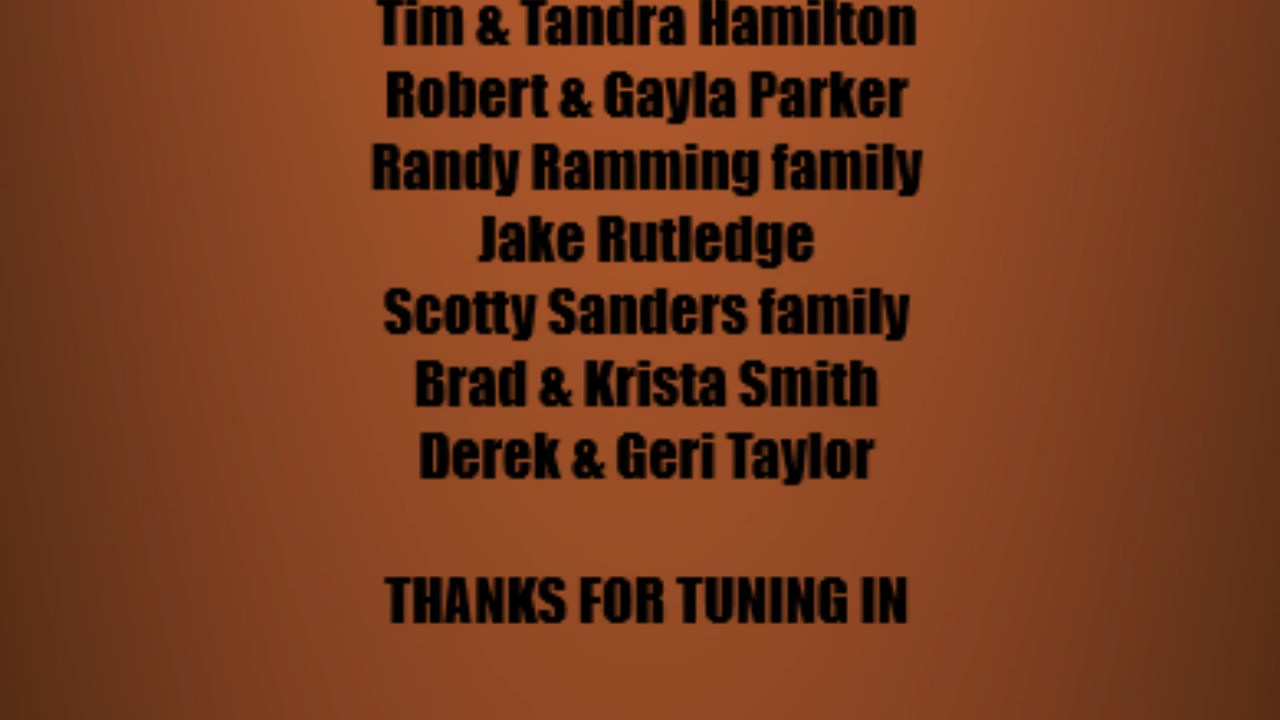 Tim & Tandra Hamilton
Robert & Gayla Parker
Randy Ramming family
Jake Rutledge
Scotty Sanders family
Brad & Krista Smith
Derek & Geri Taylor
THANKS FOR TUNING IN